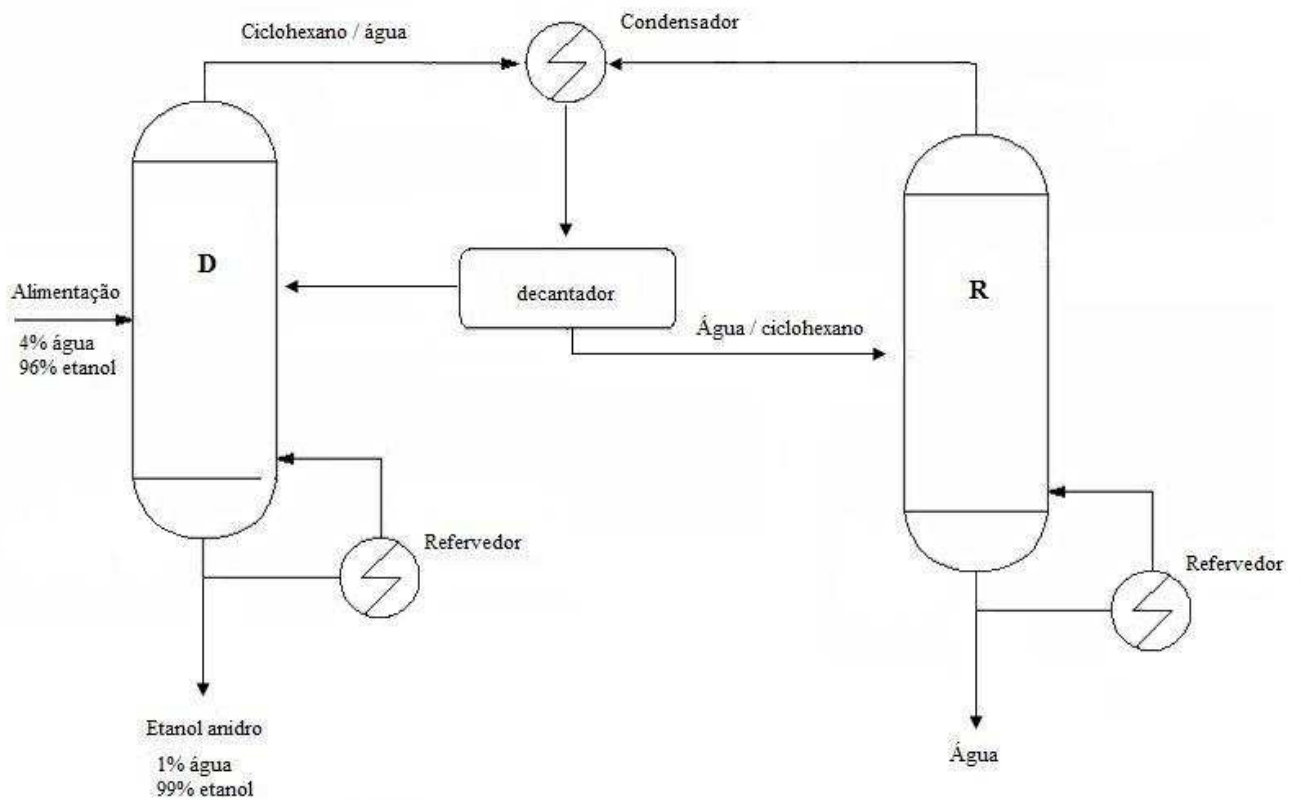 Ciclohexano / água
Condensador
D
R
Alimentação
4% água
96% etanol
decantador
Água / ciclohexano
Refervedor
Refervedor
Etanol anidro
1% água
99% etanol
Água